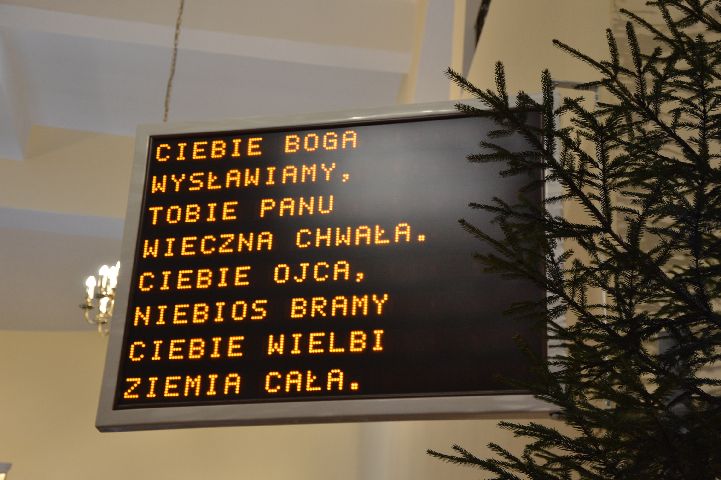 CIEBIE BOGA
WYSŁAWIAMY,
TOBIE PANU
WIECZNA CHWAŁA.
CIEBIE OJCA,
NIEBIOS BRAMY
CIEBIE WIELBI
ZIEMIA CAŁA.